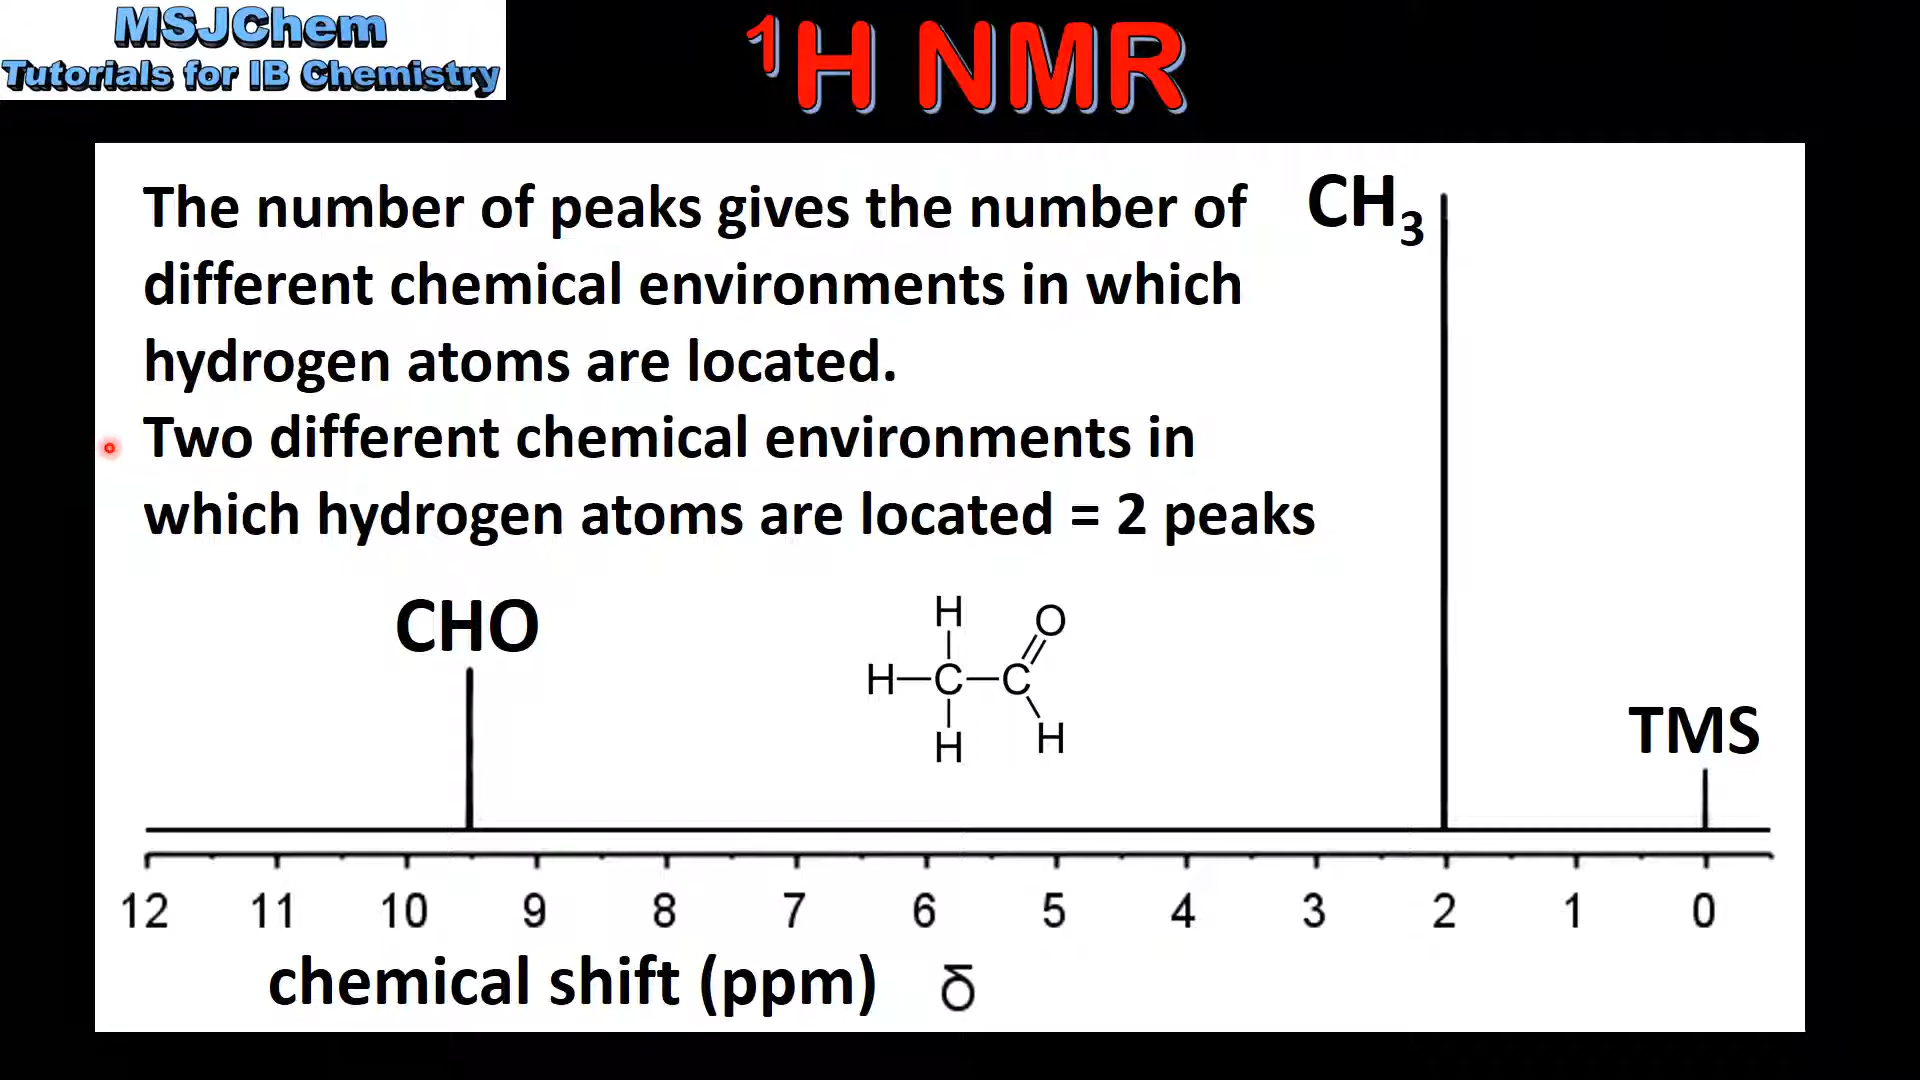 MSJChem
Tutorials for IB Chemistry
¹H NMR
The number of peaks gives the number of
different chemical environments in which
hydrogen atoms are located.
Two different chemical environments in
which hydrogen atoms are located = 2 peaks
CH₃
CHO
H O
H C C
H H
TMS
12 11 10 9 8 7 6 5 4 3 2 1 0
chemical shift (ppm) δ